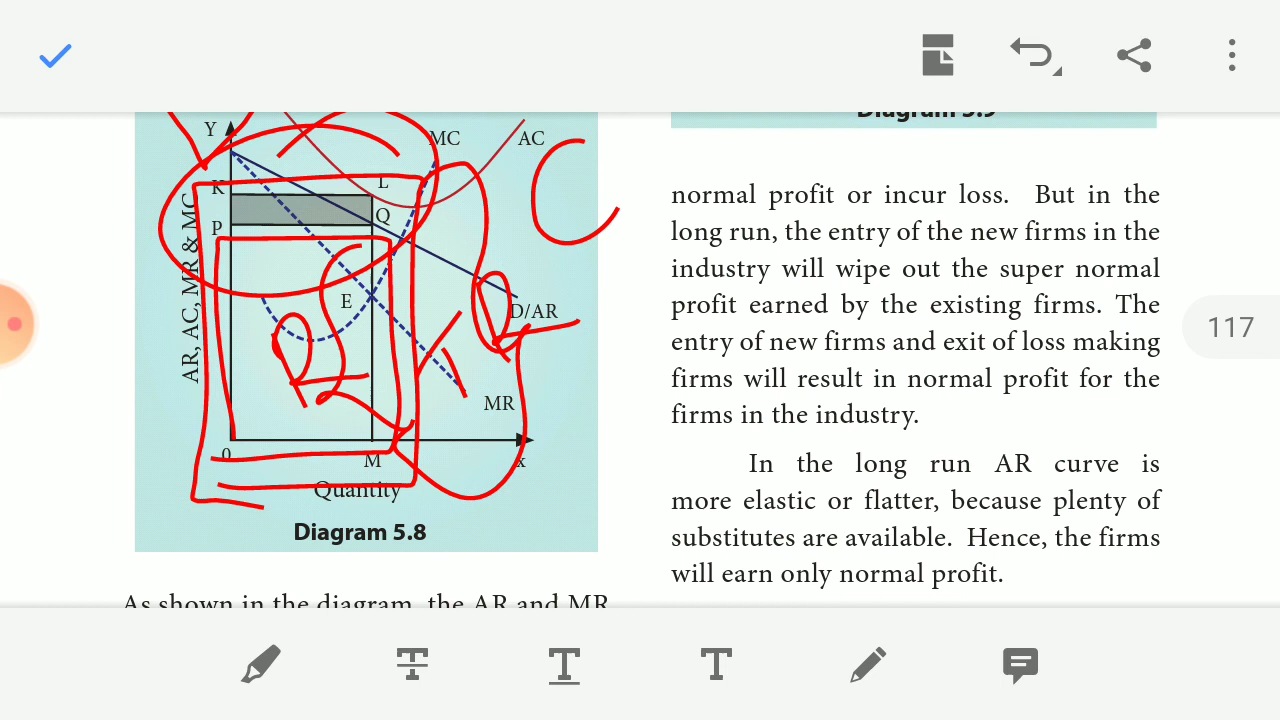 Y
MC
AC
K
L
P
Q
AR, AC, MR & MC
E
D/AR
MR
0
M
x
Quantity
Diagram 5.8
As shown in the diagram, the AR and MR
Diagram 5.9
normal profit or incur loss. But in the
long run, the entry of the new firms in the
industry will wipe out the super normal
profit earned by the existing firms. The
entry of new firms and exit of loss making
firms will result in normal profit for the
firms in the industry.
In the long run AR curve is
more elastic or flatter, because plenty of
substitutes are available. Hence, the firms
will earn only normal profit.
117